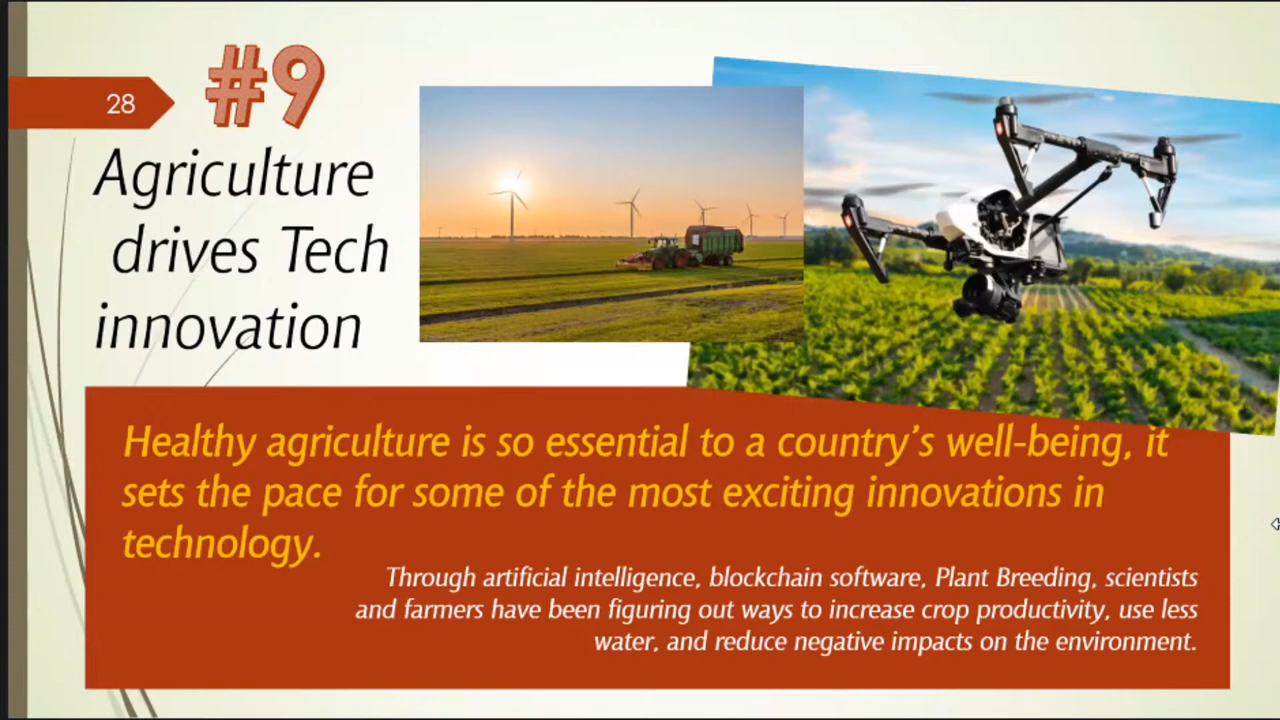 28
#9
Agriculture
drives Tech
innovation
Healthy agriculture is so essential to a country’s well-being, it
sets the pace for some of the most exciting innovations in
technology.
Through artificial intelligence, blockchain software, Plant Breeding, scientists
and farmers have been figuring out ways to increase crop productivity, use less
water, and reduce negative impacts on the environment.